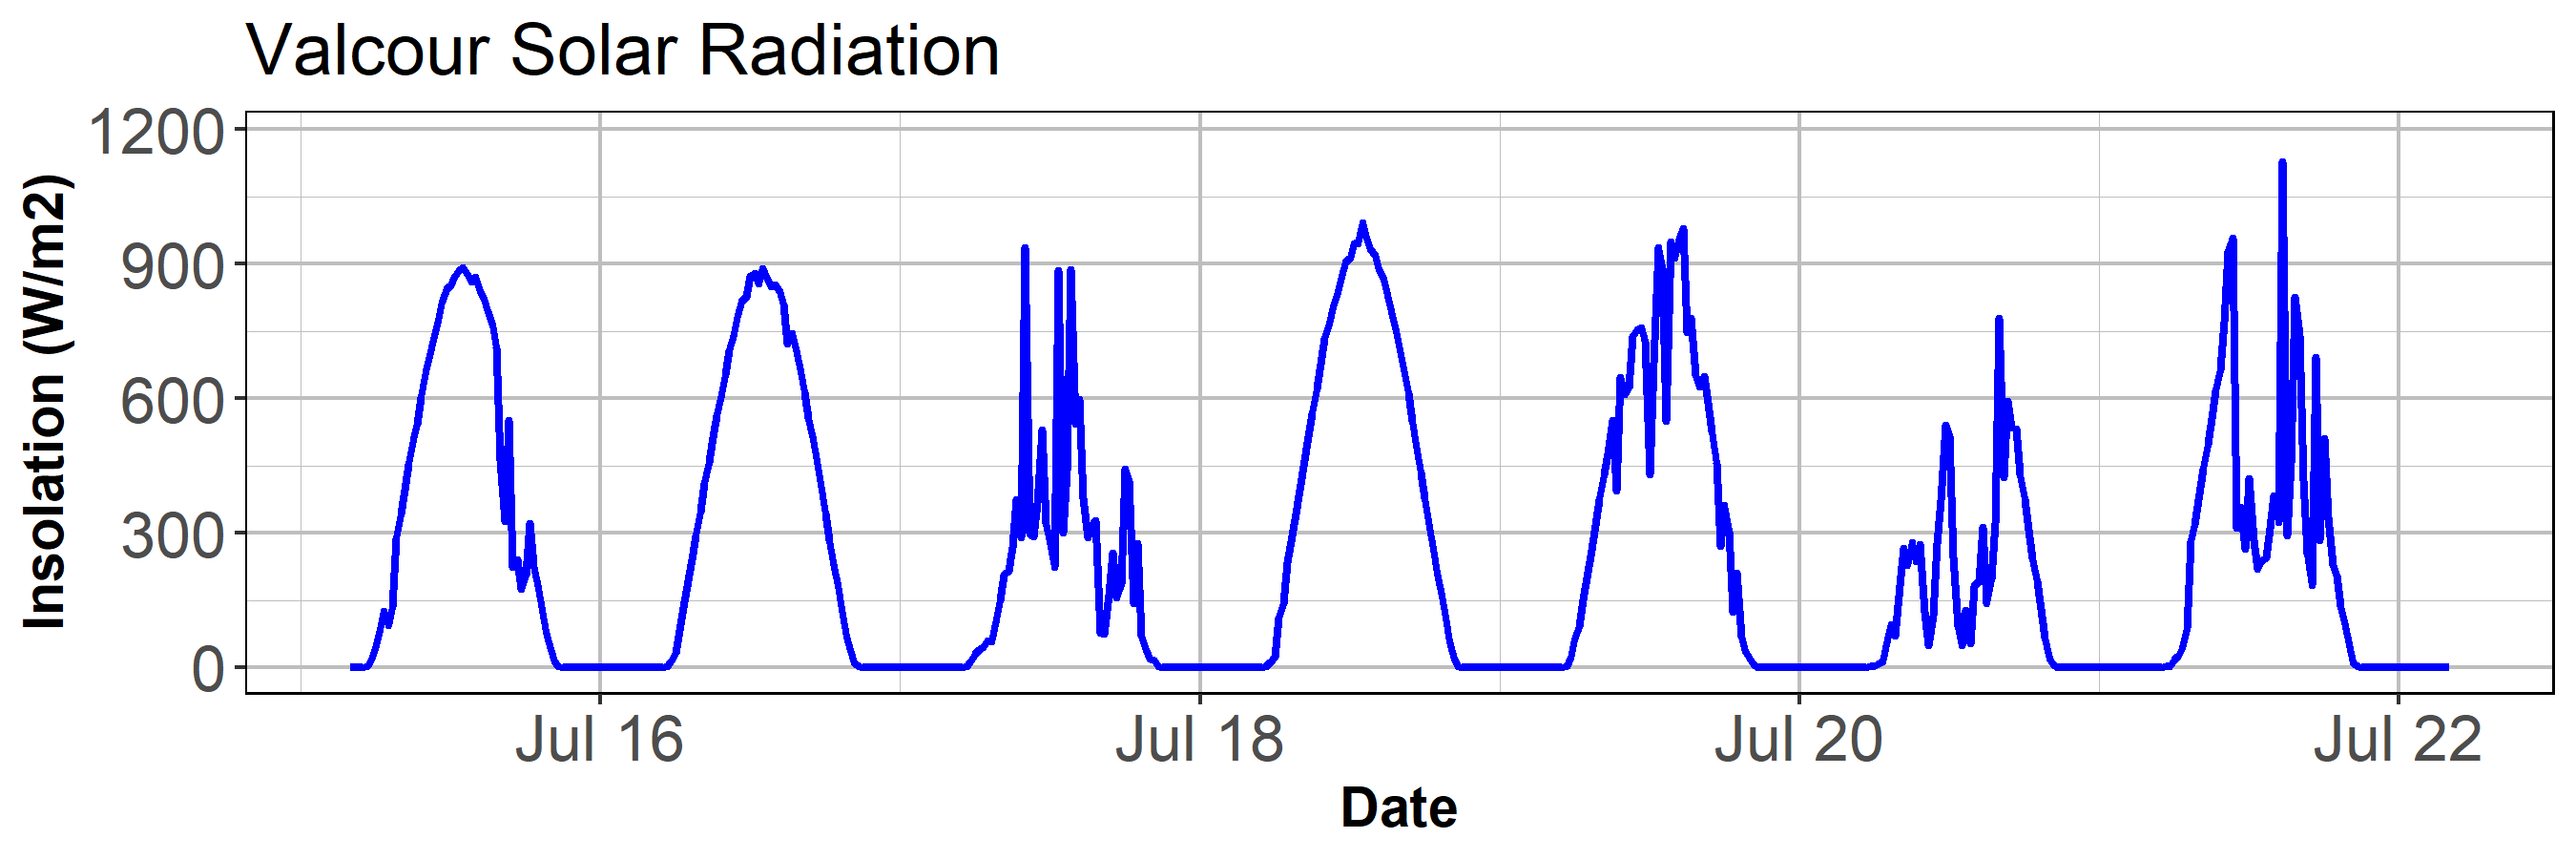 Valcour Solar Radiation
1200
900
600
300
0
Insolation (W/m2)
Jul 16
Jul 18
Jul 20
Jul 22
Date